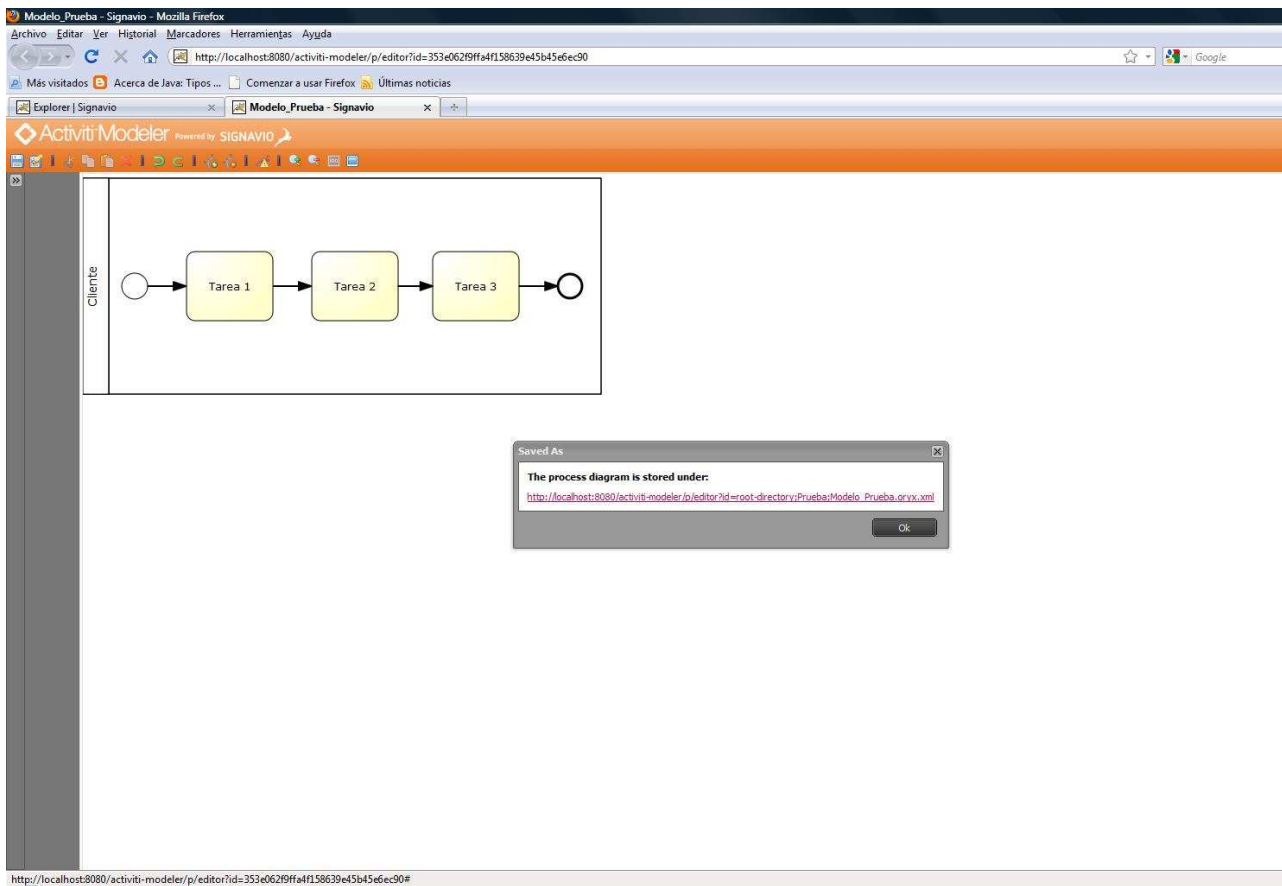 Modelo_Prueba - Signavio - Mozilla Firefox
Archivo Editar Ver Historial Marcadores Herramientas Ayuda
http://localhost:8080/activiti-modeler/p/editor?id=353e062f9ffa4f158639e45b45e6ec90 Google
Más visitados Acerca de Java: Tipos ... Comenzar a usar Firefox Últimas noticias
Explorer | Signavio Modelo_Prueba - Signavio
Activiti Modeler Powered by SIGNAVIO
Cliente
Tarea 1 Tarea 2 Tarea 3
Saved As
The process diagram is stored under:
http://localhost:8080/activiti-modeler/p/editor?id=root-directory;Prueba;Modelo_Prueba.oryx.xml
Ok
http://localhost:8080/activiti-modeler/p/editor?id=353e062f9ffa4f158639e45b45e6ec90#